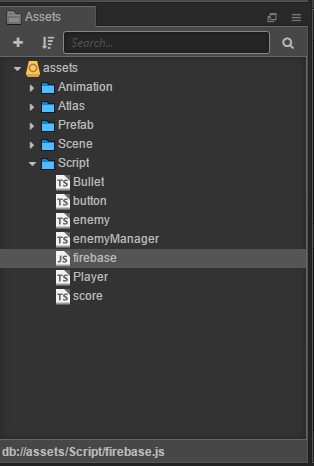 Assets
Search...
assets
Animation
Atlas
Prefab
Scene
Script
TS Bullet
TS button
TS enemy
TS enemyManager
JS firebase
TS Player
TS score
db://assets/Script/firebase.js